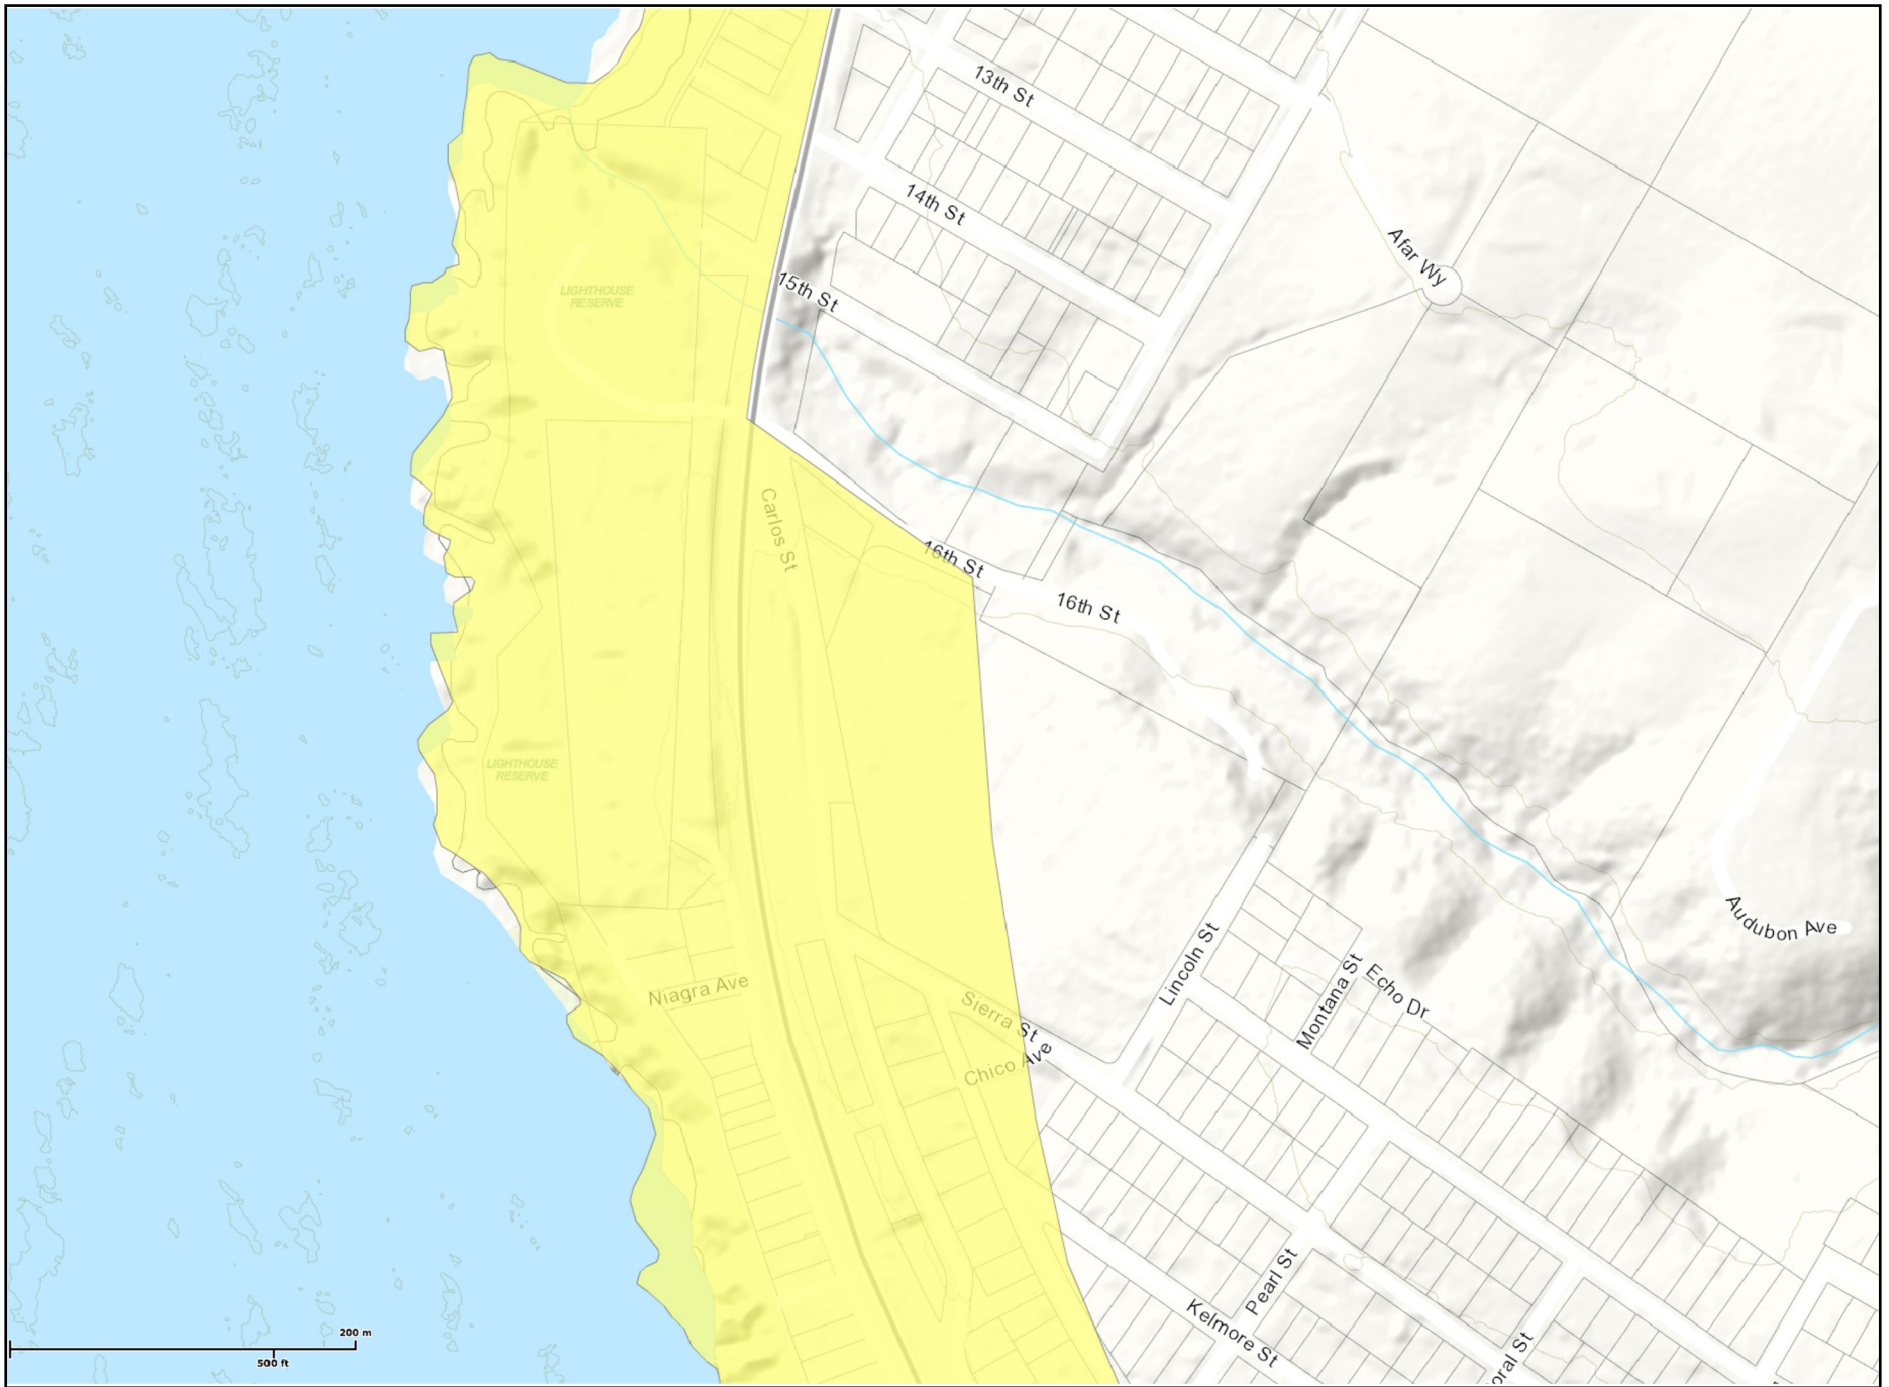 13th St
14th St
Afar Wy
15th St
LIGHTHOUSE
RESERVE
Carlos St
16th St
16th St
LIGHTHOUSE
RESERVE
Audubon Ave
Lincoln St
Montana St
Echo Dr
Niagra Ave
Sierra St
Chico Ave
Pearl St
Kelmore St
oral St
200 m
500 ft